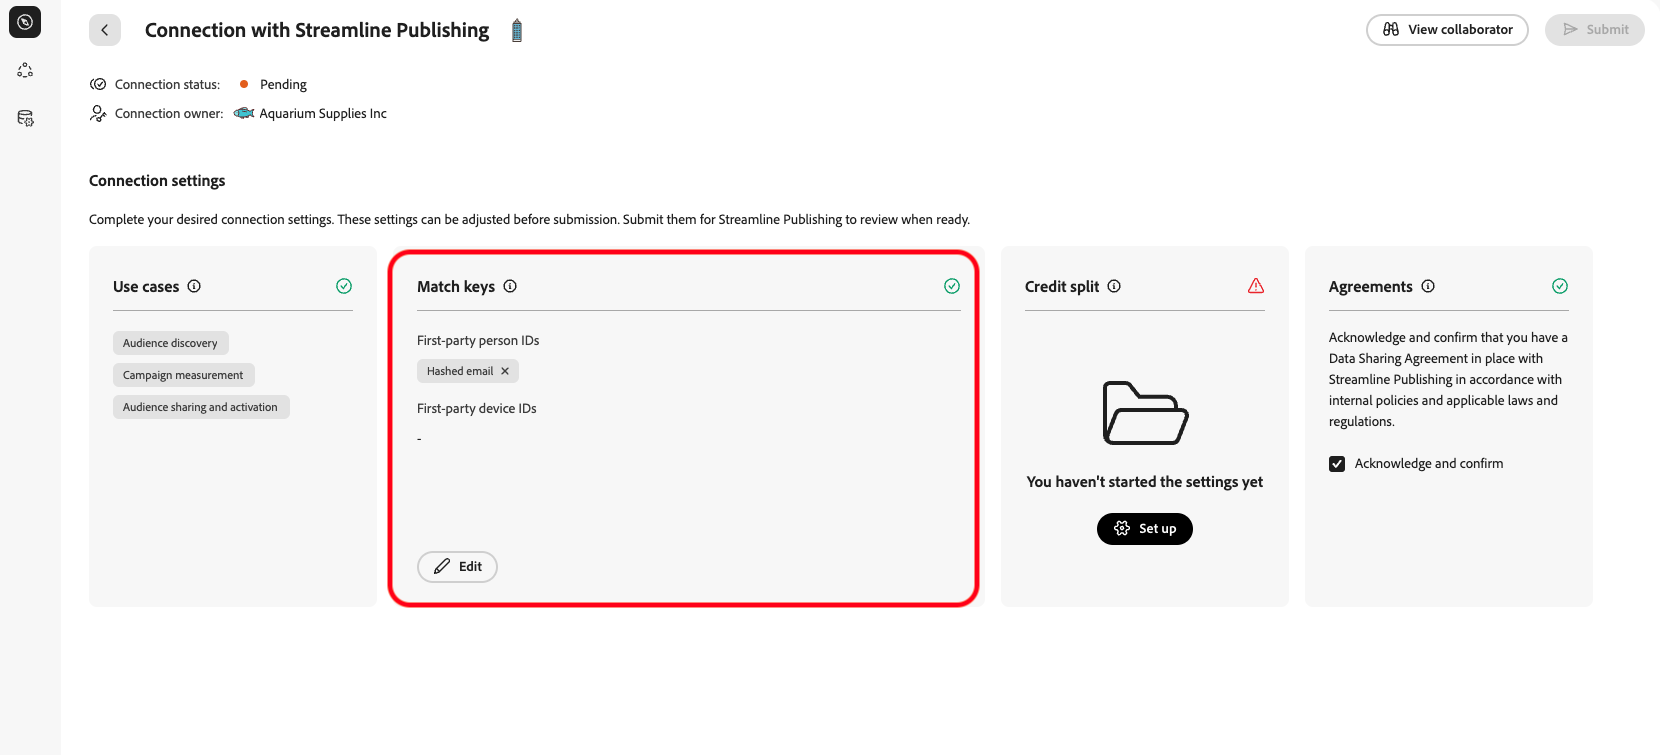 Connection with Streamline Publishing
View collaborator
Submit
Connection status: Pending
Connection owner: Aquarium Supplies Inc
Connection settings
Complete your desired connection settings. These settings can be adjusted before submission. Submit them for Streamline Publishing to review when ready.
Use cases
Audience discovery
Campaign measurement
Audience sharing and activation
Match keys
First-party person IDs
Hashed email
First-party device IDs
-
Edit
Credit split
You haven't started the settings yet
Set up
Agreements
Acknowledge and confirm that you have a
Data Sharing Agreement in place with
Streamline Publishing in accordance with
internal policies and applicable laws and
regulations.
Acknowledge and confirm